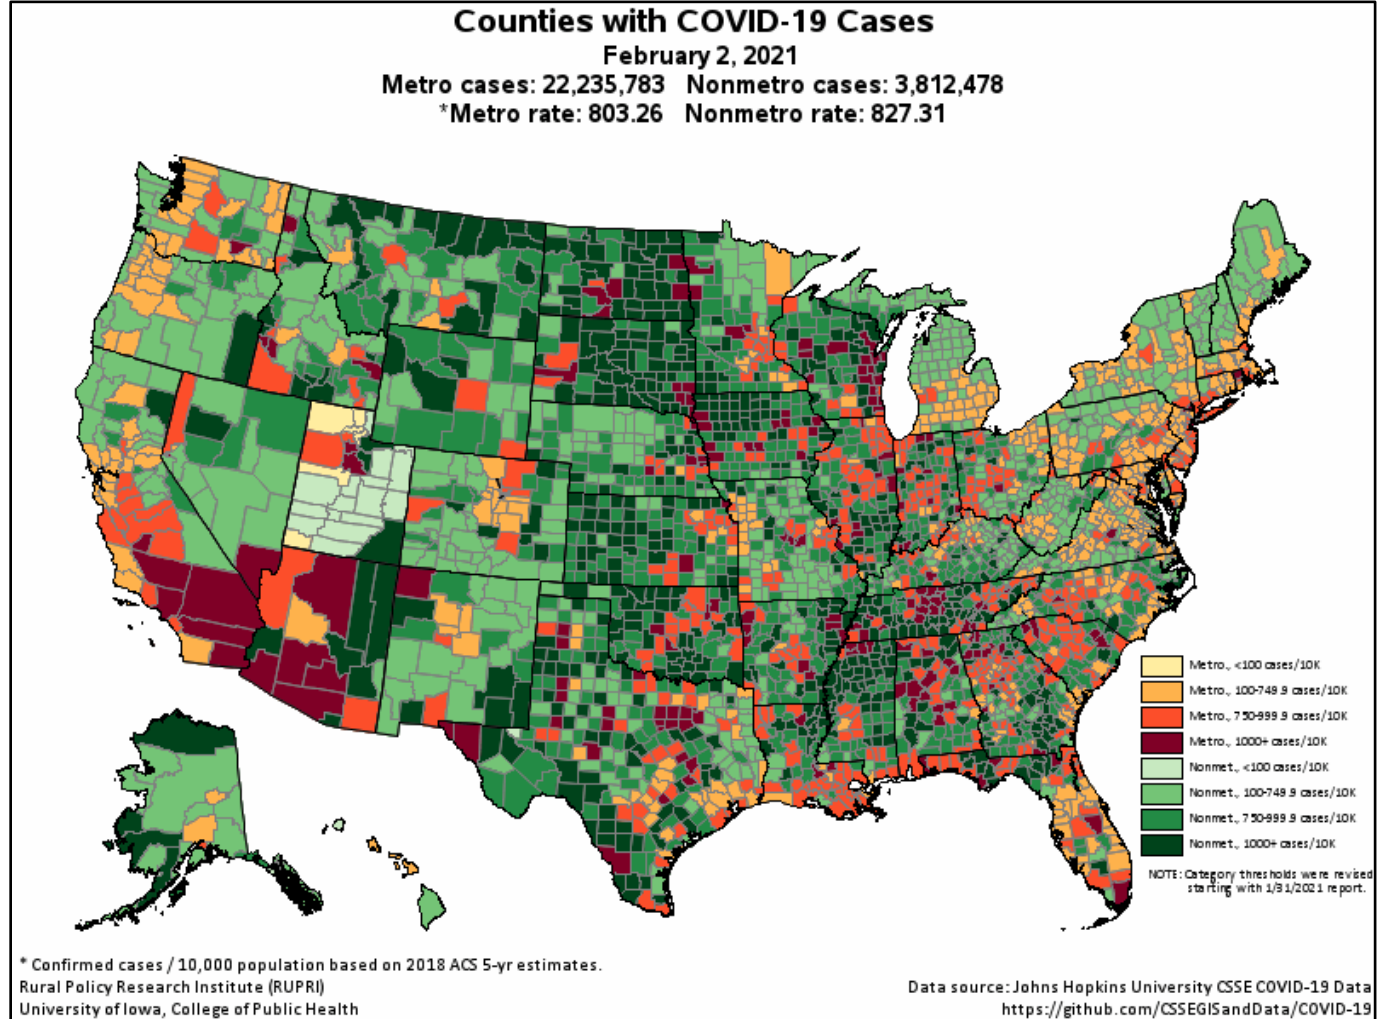 Counties with COVID-19 Cases
February 2, 2021
Metro cases: 22,235,783 Nonmetro cases: 3,812,478
*Metro rate: 803.26 Nonmetro rate: 827.31
Metro., <100 cases/10K
Metro., 100-749.9 cases/10K
Metro., 750-999.9 cases/10K
Metro., 1000+ cases/10K
Nonmet., <100 cases/10K
Nonmet., 100-749.9 cases/10K
Nonmet., 750-999.9 cases/10K
Nonmet., 1000+ cases/10K
NOTE: Category thresholds were revised
starting with 1/31/2021 report.
* Confirmed cases / 10,000 population based on 2018 ACS 5-yr estimates.
Rural Policy Research Institute (RUPRI)
University of Iowa, College of Public Health
Data source: Johns Hopkins University CSSE COVID-19 Data
https://github.com/CSSEGISandData/COVID-19